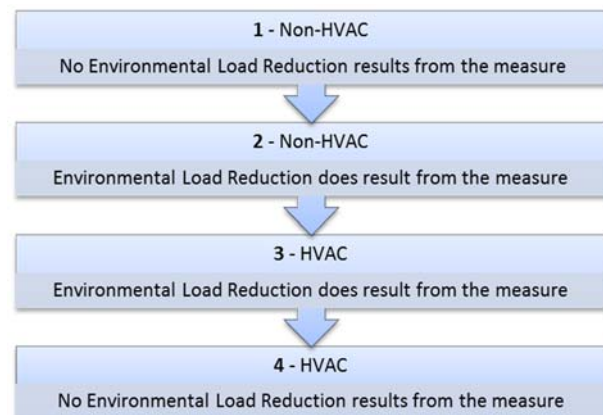 1 - Non-HVAC
No Environmental Load Reduction results from the measure
2 - Non-HVAC
Environmental Load Reduction does result from the measure
3 - HVAC
Environmental Load Reduction does result from the measure
4 - HVAC
No Environmental Load Reduction results from the measure